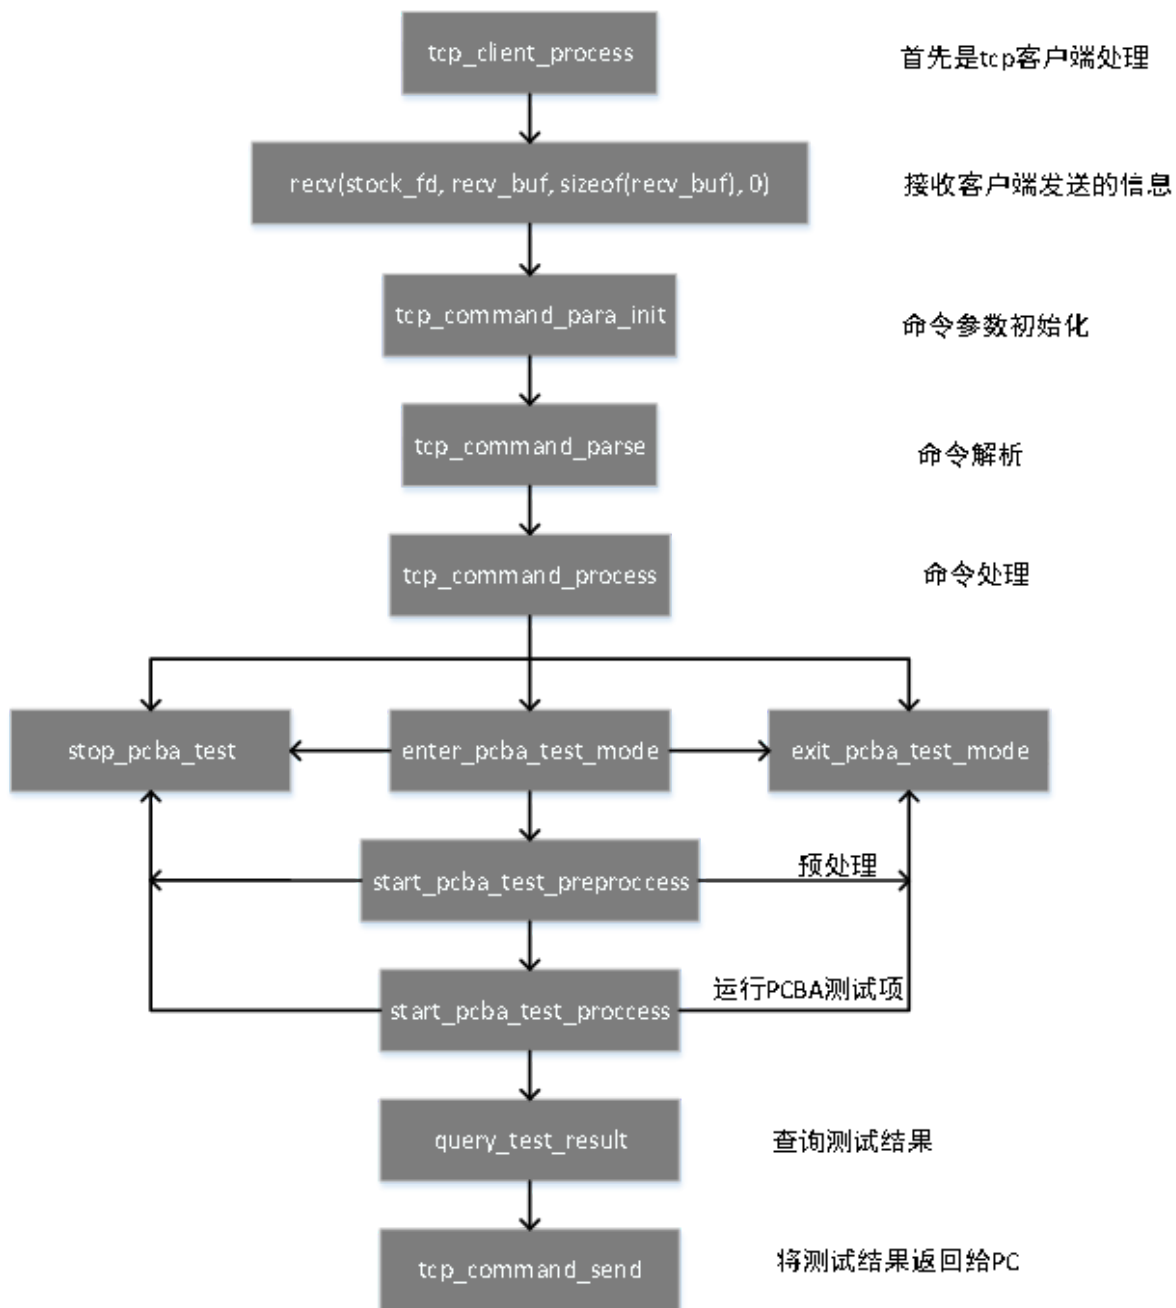 tcp_client_process
首先是tcp客户端处理
recv(stock_fd, recv_buf, sizeof(recv_buf), 0)
接收客户端发送的信息
tcp_command_para_init
命令参数初始化
tcp_command_parse
命令解析
tcp_command_process
命令处理
stop_pcba_test
enter_pcba_test_mode
exit_pcba_test_mode
start_pcba_test_preproccess
预处理
start_pcba_test_proccess
运行PCBA测试项
query_test_result
查询测试结果
tcp_command_send
将测试结果返回给PC